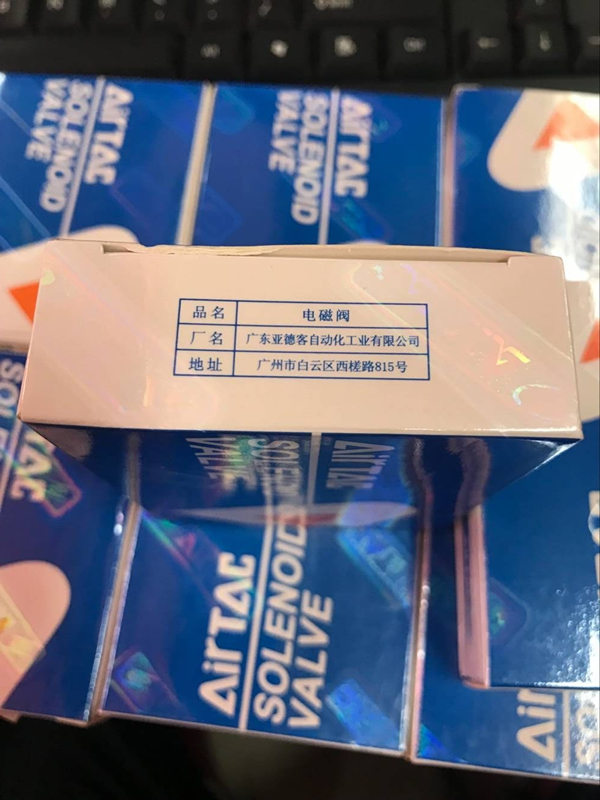 AirTAC
SOLENOID
VALVE
AirTAC
SOLENOID
VALVE
品名 电磁阀
厂名 广东亚德客自动化工业有限公司
地址 广州市白云区西槎路815号
AirTAC
SOLENOID
VALVE
AirTAC
SOLENOID
VALVE